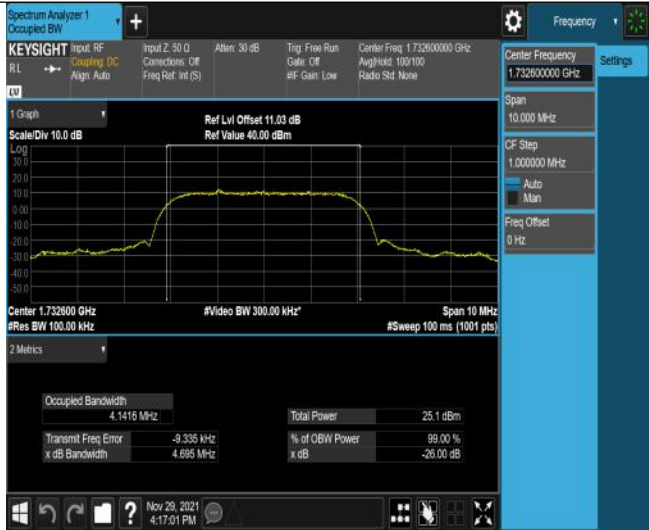 Spectrum Analyzer 1
Occupied BW
+
Frequency
KEYSIGHT
RL
LV
Input: RF
Coupling: DC
Align: Auto
Input Z: 50 Ω
Corrections: Off
Freq Ref: Int (S)
Atten: 30 dB
Trig: Free Run
Gate: Off
#IF Gain: Low
Center Freq: 1.732600000 GHz
Avg|Hold: 100/100
Radio Std: None
Center Frequency
1.732600000 GHz
Settings
Span
10.000 MHz
CF Step
1.000000 MHz
Auto
Man
Freq Offset
0 Hz
1 Graph
Scale/Div 10.0 dB
Ref Lvl Offset 11.03 dB
Ref Value 40.00 dBm
Log
30.0
20.0
10.0
0.00
-10.0
-20.0
-30.0
-40.0
-50.0
Center 1.732600 GHz
#Video BW 300.00 kHz*
Span 10 MHz
#Res BW 100.00 kHz
#Sweep 100 ms (1001 pts)
2 Metrics
Occupied Bandwidth
4.1416 MHz
Total Power 25.1 dBm
Transmit Freq Error -9.335 kHz
% of OBW Power 99.00 %
x dB Bandwidth 4.695 MHz
x dB -26.00 dB
?
Nov 29, 2021
4:17:01 PM